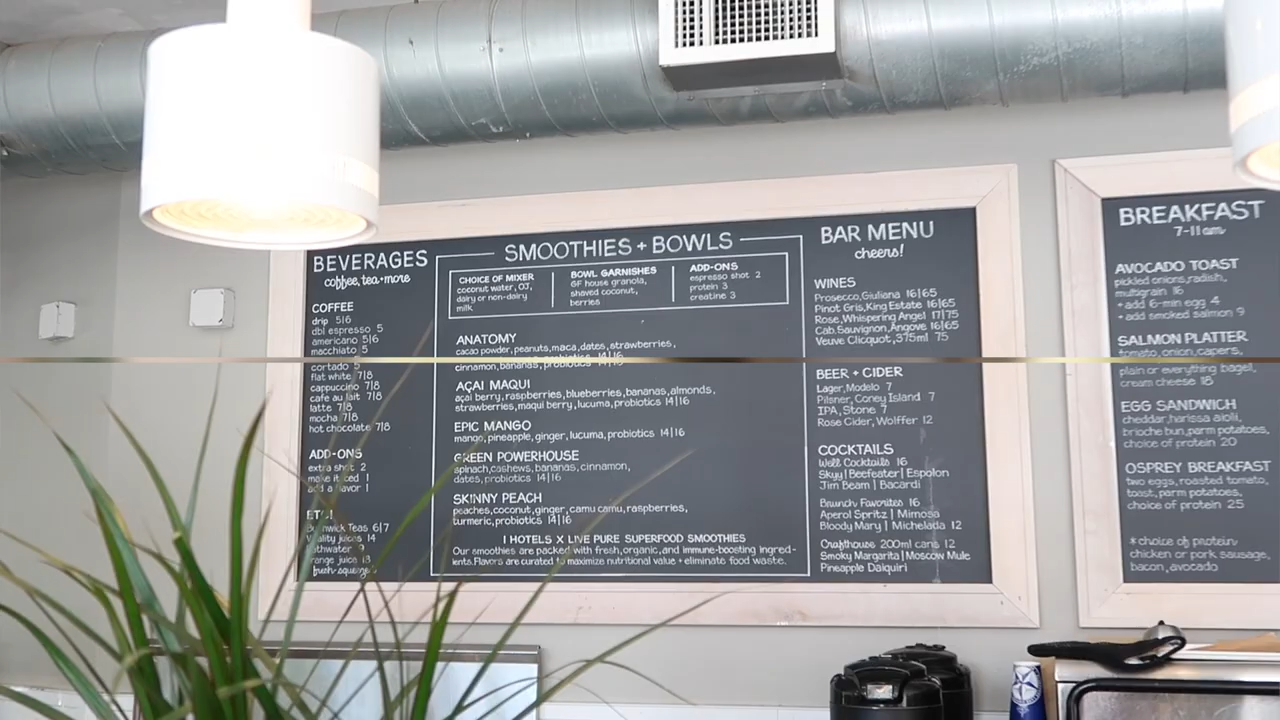 BEVERAGES
coffee, tea + more
COFFEE
drip 5|6
dbl espresso 5
americano 5|6
macchiato 5
cortado 5
flat white 7|8
cappuccino 7|8
cafe au lait 7|8
latte 7|8
mocha 7|8
hot chocolate 7|8
ADD-ONS
extra shot 2
make it iced 1
add a flavor 1
ETC!
Teas 6|7
juices 14
9
juice 13
fresh-squeezed
SMOOTHIES + BOWLS
CHOICE OF MIXER
coconut water, OJ,
dairy or non-dairy
milk
BOWL GARNISHES
GF house granola,
shaved coconut,
berries
ADD-ONS
espresso shot 2
protein 3
creatine 3
ANATOMY
cacao powder, peanuts, maca, dates, strawberries,
cinnamon, bananas, probiotics 14|16
AÇAI MAQUI
açai berry, raspberries, blueberries, bananas, almonds,
strawberries, maqui berry, lucuma, probiotics 14|16
EPIC MANGO
mango, pineapple, ginger, lucuma, probiotics 14|16
GREEN POWERHOUSE
spinach, cashews, bananas, cinnamon,
dates, probiotics 14|16
SKINNY PEACH
peaches, coconut, ginger, camu camu, raspberries,
turmeric, probiotics 14|16
1 HOTELS X LIVE PURE SUPERFOOD SMOOTHIES
Our smoothies are packed with fresh, organic, and immune-boosting ingred-
ients. Flavors are curated to maximize nutritional value + eliminate food waste.
BAR MENU
cheers!
WINES
Prosecco, Giuliana 16|65
Pinot Gris, King Estate 16|65
Rose, Whispering Angel 17|75
Cab. Sauvignon, Angove 16|65
Veuve Clicquot, 375ml 75
BEER + CIDER
Lager, Modelo 7
Pilsner, Coney Island 7
IPA, Stone 7
Rose Cider, Wolffer 12
COCKTAILS
Well Cocktails 16
Skyy | Beefeater | Espolon
Jim Beam | Bacardi
Brunch Favorites 16
Aperol Spritz | Mimosa
Bloody Mary | Michelada 12
Crafthouse 200ml cans 12
Smoky Margarita | Moscow Mule
Pineapple Daiquiri
BREAKFAST
7-11am
AVOCADO TOAST
pickled onions, radish,
multigrain 16
+ add 6-min egg 4
+ add smoked salmon 9
SALMON PLATTER
tomato, onion, capers,
plain or everything bagel,
cream cheese 18
EGG SANDWICH
cheddar, harissa aioli,
brioche bun, parm potatoes,
choice of protein 20
OSPREY BREAKFAST
two eggs, roasted tomato,
toast, parm potatoes,
choice of protein 25
*choice of protein:
chicken or pork sausage,
bacon, avocado